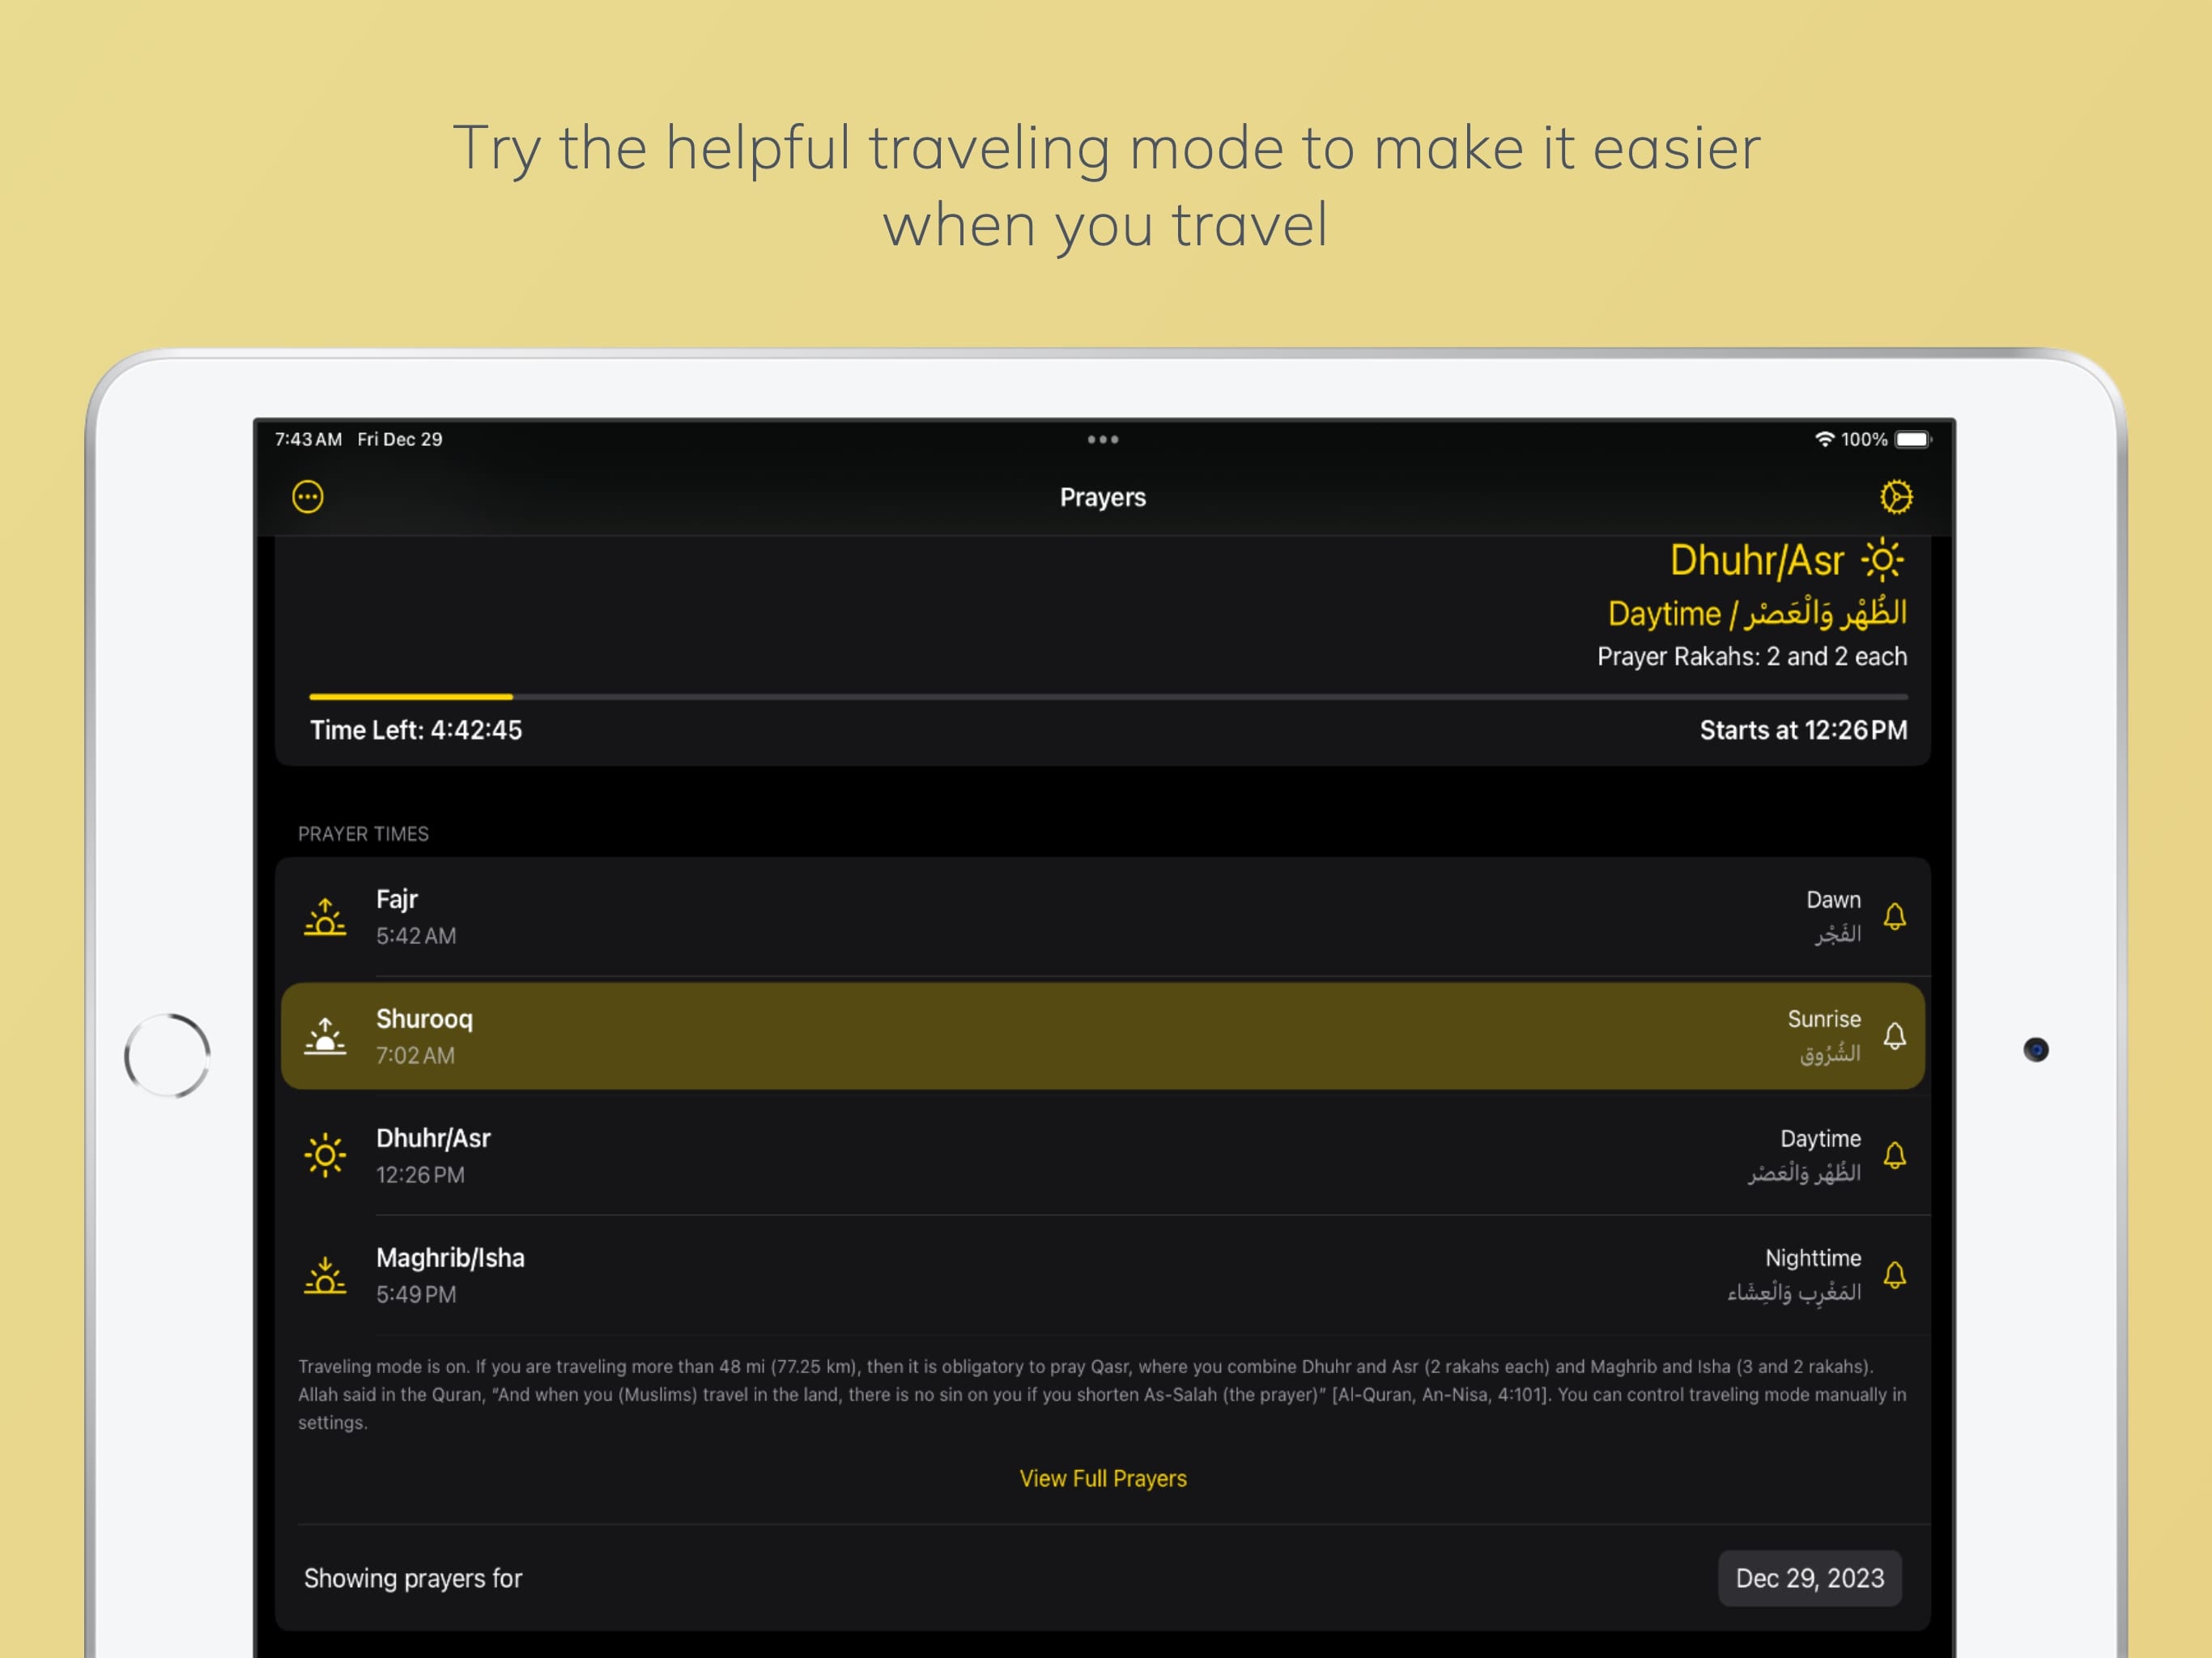 Try the helpful traveling mode to make it easier
when you travel
7:43 AM Fri Dec 29
100%
Prayers
Dhuhr/Asr
Daytime / الظُهْر وَالْعَصْر
Prayer Rakahs: 2 and 2 each
Time Left: 4:42:45
Starts at 12:26 PM
PRAYER TIMES
Fajr
Dawn
5:42 AM
الفَجْر
Shurooq
Sunrise
7:02 AM
الشُرُوق
Dhuhr/Asr
Daytime
12:26 PM
الظُهْر وَالْعَصْر
Maghrib/Isha
Nighttime
5:49 PM
المَغْرِب وَالْعِشَاء
Traveling mode is on. If you are traveling more than 48 mi (77.25 km), then it is obligatory to pray Qasr, where you combine Dhuhr and Asr (2 rakahs each) and Maghrib and Isha (3 and 2 rakahs).
Allah said in the Quran, “And when you (Muslims) travel in the land, there is no sin on you if you shorten As-Salah (the prayer)” [Al-Quran, An-Nisa, 4:101]. You can control traveling mode manually in
settings.
View Full Prayers
Showing prayers for
Dec 29, 2023